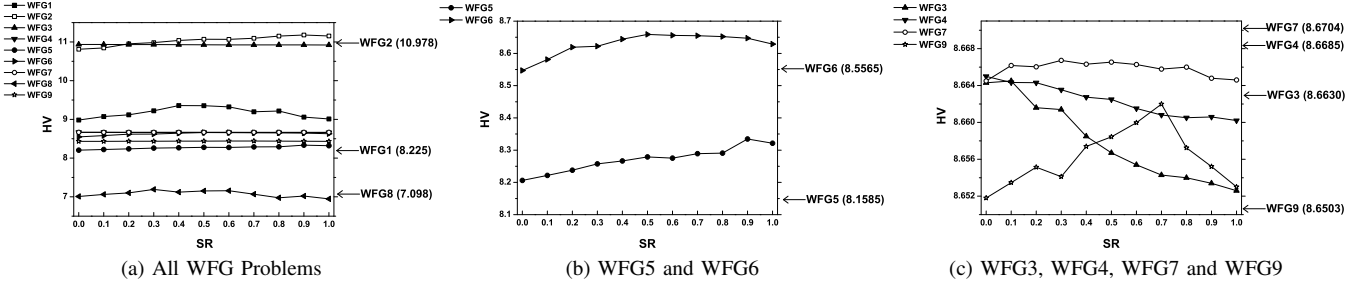 WFG1
WFG2
WFG3
WFG4
WFG5
WFG6
WFG7
WFG8
WFG9
HV
11
10
9
8
7
0.0 0.1 0.2 0.3 0.4 0.5 0.6 0.7 0.8 0.9 1.0
SR
WFG2 (10.978)
WFG1 (8.225)
WFG8 (7.098)
(a) All WFG Problems
WFG5
WFG6
HV
8.7
8.6
8.5
8.4
8.3
8.2
8.1
0.0 0.1 0.2 0.3 0.4 0.5 0.6 0.7 0.8 0.9 1.0
SR
WFG6 (8.5565)
WFG5 (8.1585)
(b) WFG5 and WFG6
WFG3
WFG4
WFG7
WFG9
HV
8.668
8.664
8.660
8.656
8.652
0.0 0.1 0.2 0.3 0.4 0.5 0.6 0.7 0.8 0.9 1.0
SR
WFG7 (8.6704)
WFG4 (8.6685)
WFG3 (8.6630)
WFG9 (8.6503)
(c) WFG3, WFG4, WFG7 and WFG9